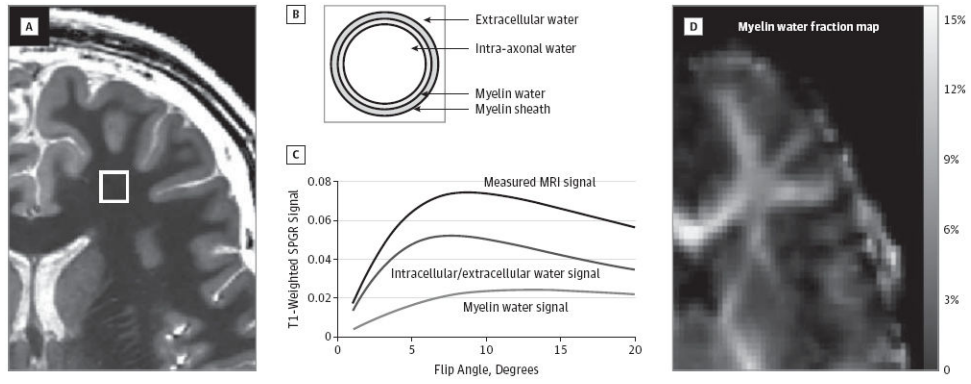 A
B
Extracellular water
Intra-axonal water
Myelin water
Myelin sheath
C
0.08
0.06
0.04
0.02
0
T1-Weighted SPGR Signal
Measured MRI signal
Intracellular/extracellular water signal
Myelin water signal
0 5 10 15 20
Flip Angle, Degrees
D Myelin water fraction map
15%
12%
9%
6%
3%
0